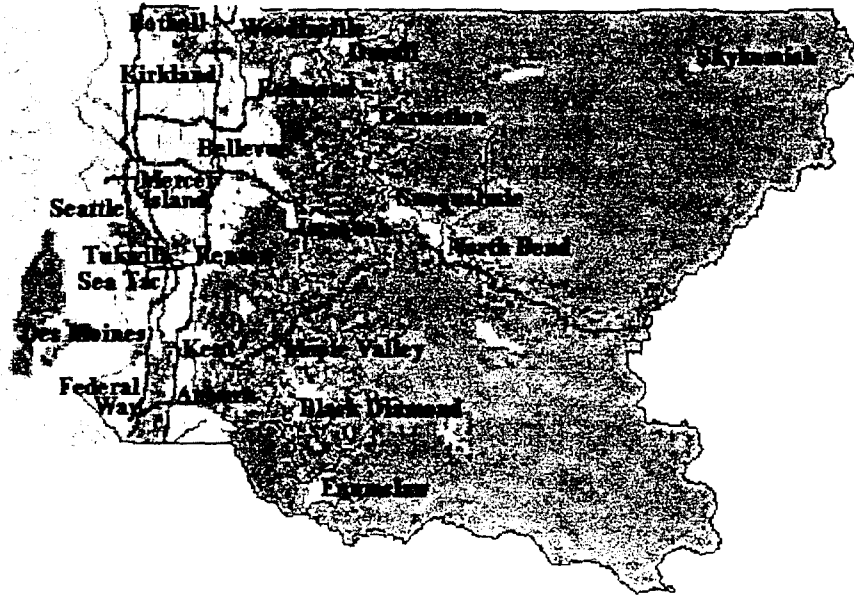 Bothell
Woodinville
Duvall
Skykomish
Kirkland
Redmond
Carnation
Bellevue
Mercer
Island
Snoqualmie
Seattle
Issaquah
North Bend
Tukwila
Renton
Sea Tac
Des Moines
Kent
Maple Valley
Federal
Way
Auburn
Black Diamond
Enumclaw